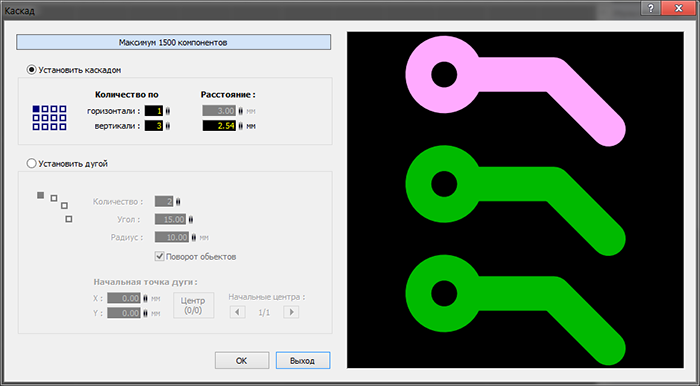 Каскад
Максимум 1500 компонентов
Установить каскадом
Количество по Расстояние :
горизонтали : 1 3.00 мм
вертикали : 3 2.54 мм
Установить дугой
Количество : 2
Угол : 15.00
Радиус : 10.00 мм
Поворот обьектов
Начальная точка дуги :
X : 0.00 мм
Y : 0.00 мм
Центр
(0/0)
Начальные центра :
1/1
OK Выход